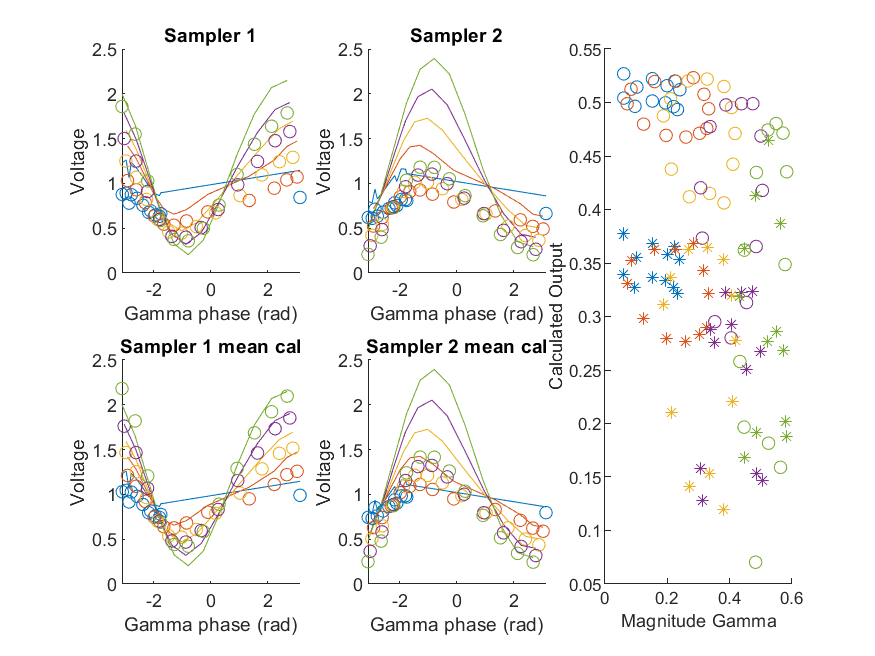 Sampler 1
2.5
2
1.5
1
0.5
0
Voltage
-2 0 2
Gamma phase (rad)
Sampler 2
2.5
2
1.5
1
0.5
0
Voltage
-2 0 2
Gamma phase (rad)
Sampler 1 mean cal
2.5
2
1.5
1
0.5
0
Voltage
-2 0 2
Gamma phase (rad)
Sampler 2 mean cal
2.5
2
1.5
1
0.5
0
Voltage
-2 0 2
Gamma phase (rad)
0.55
0.5
0.45
0.4
0.35
0.3
0.25
0.2
0.15
0.1
0.05
Calculated Output
0 0.2 0.4 0.6
Magnitude Gamma